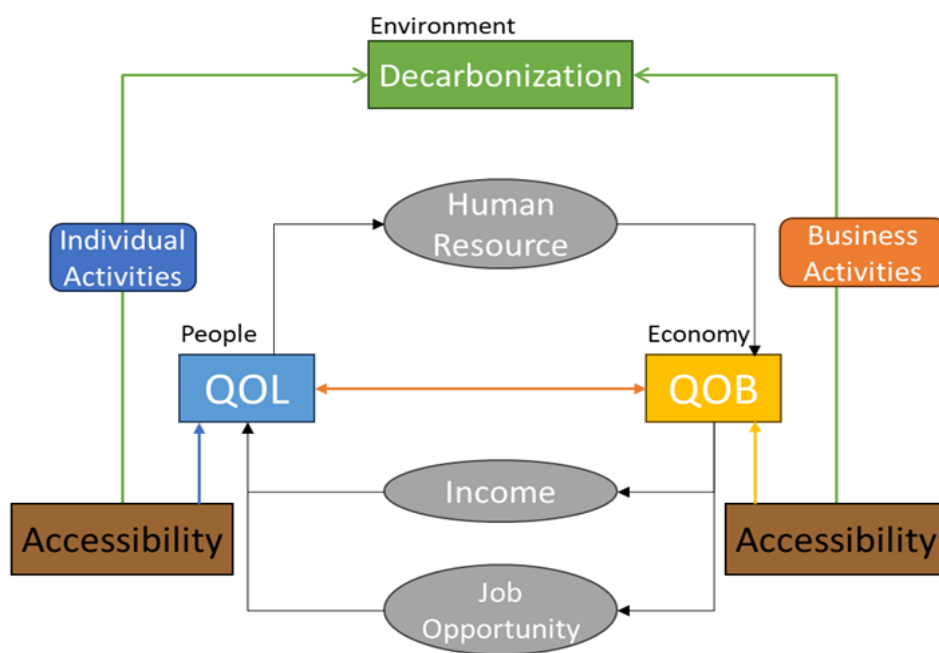 Environment
Decarbonization
Human
Resource
Individual
Activities
Business
Activities
People
Economy
QOL
QOB
Income
Accessibility
Accessibility
Job
Opportunity